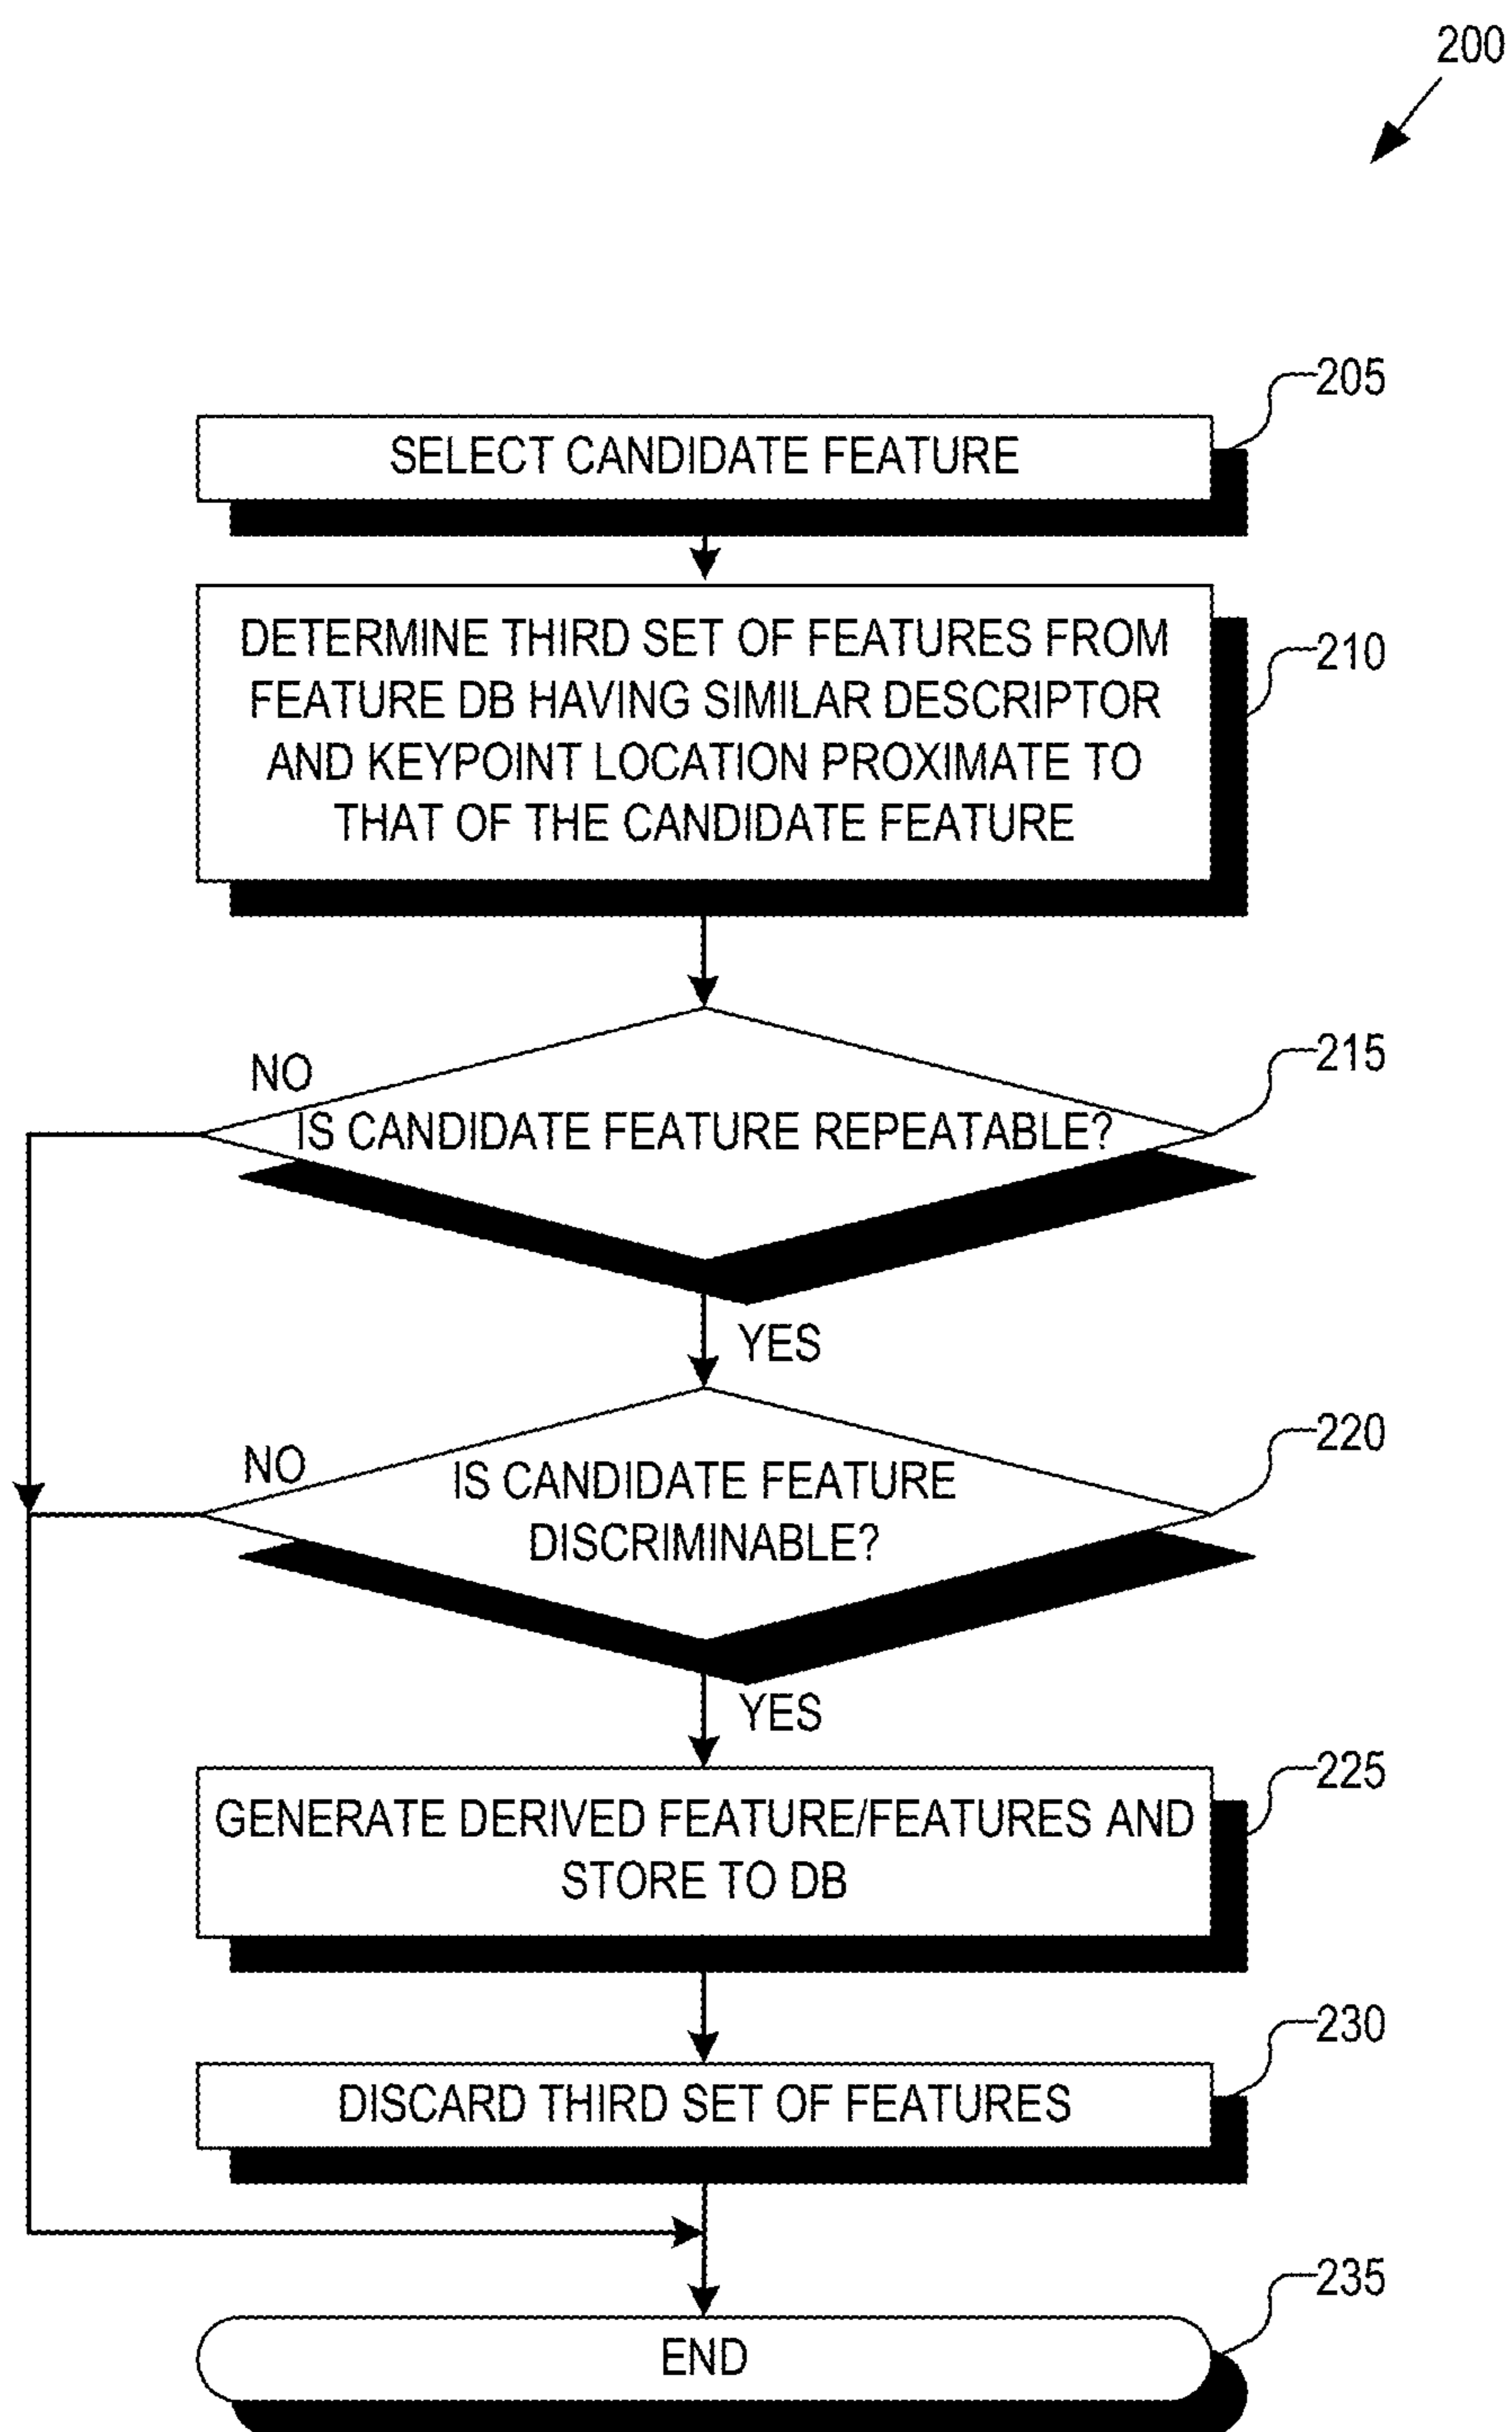 200
205
SELECT CANDIDATE FEATURE
DETERMINE THIRD SET OF FEATURES FROM
FEATURE DB HAVING SIMILAR DESCRIPTOR
AND KEYPOINT LOCATION PROXIMATE TO
THAT OF THE CANDIDATE FEATURE
210
NO
IS CANDIDATE FEATURE REPEATABLE?
215
YES
NO
IS CANDIDATE FEATURE
DISCRIMINABLE?
220
YES
GENERATE DERIVED FEATURE/FEATURES AND
STORE TO DB
225
DISCARD THIRD SET OF FEATURES
230
END
235